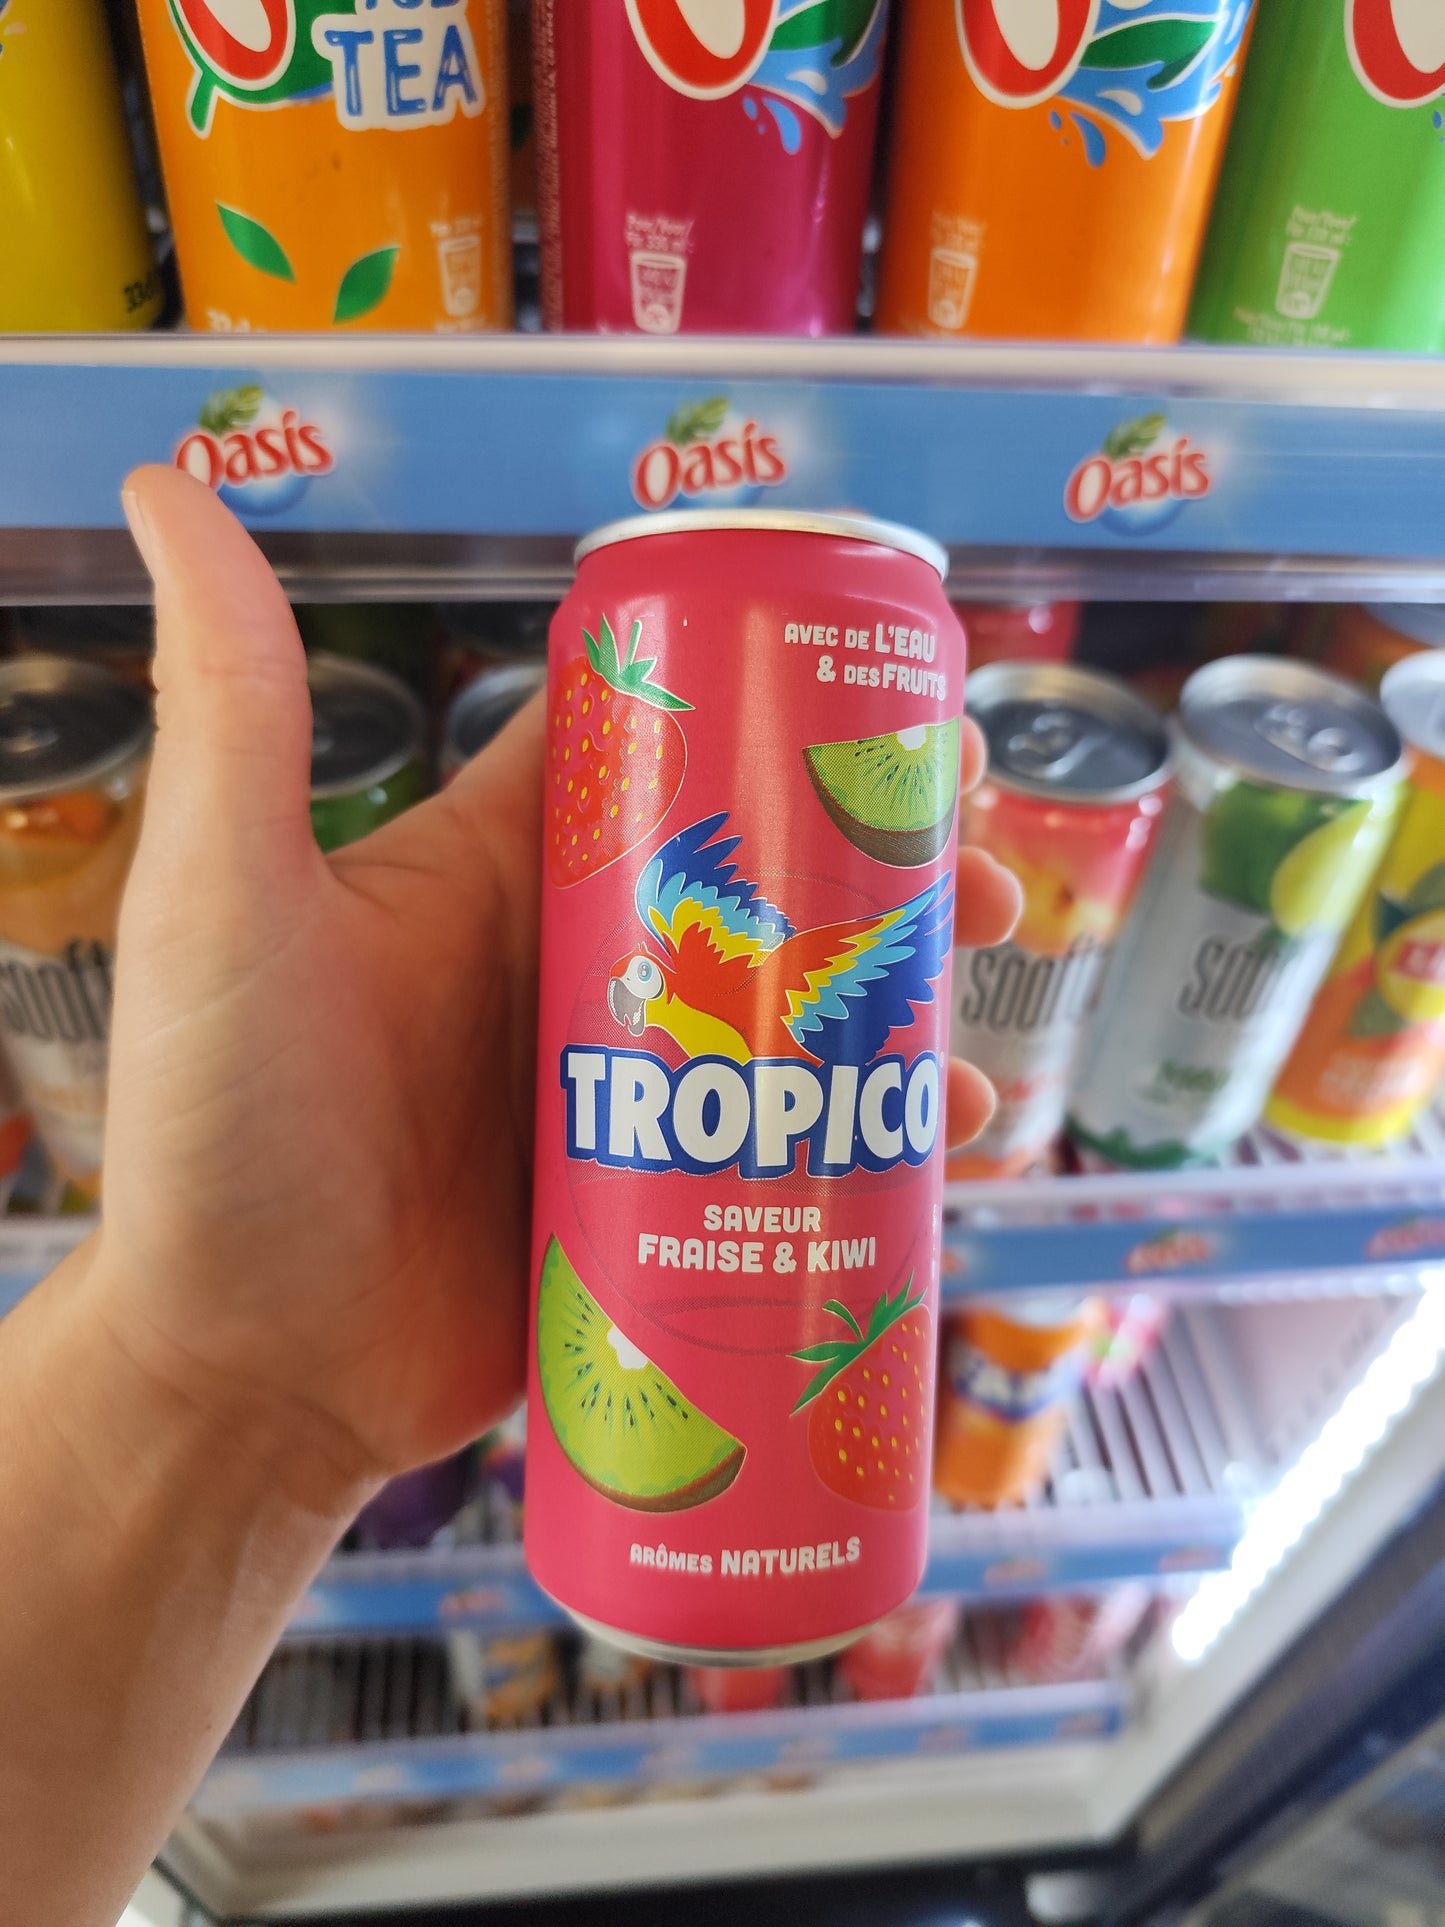 TEA
Oasis
Oasis
Oasis
AVEC DE L'EAU
& DES FRUITS
TROPICO
SAVEUR
FRAISE & KIWI
ARÔMES NATURELS